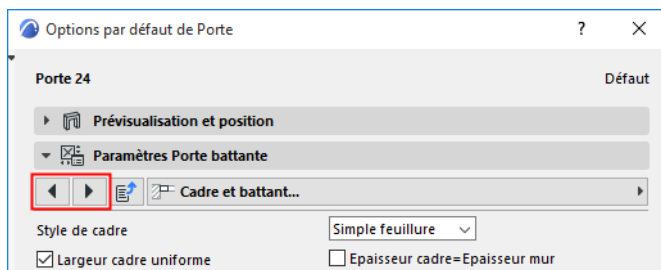 Options par défaut de Porte ? ×
Porte 24 Défaut
Prévisualisation et position
Paramètres Porte battante
Cadre et battant...
Style de cadre Simple feuillure
Largeur cadre uniforme Epaisseur cadre=Epaisseur mur